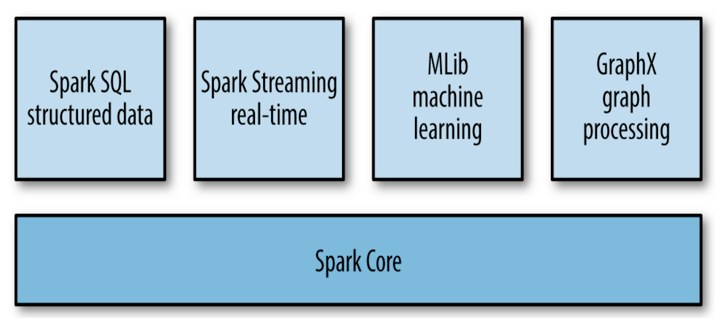 Spark SQL
structured data
Spark Streaming
real-time
MLib
machine
learning
GraphX
graph
processing
Spark Core